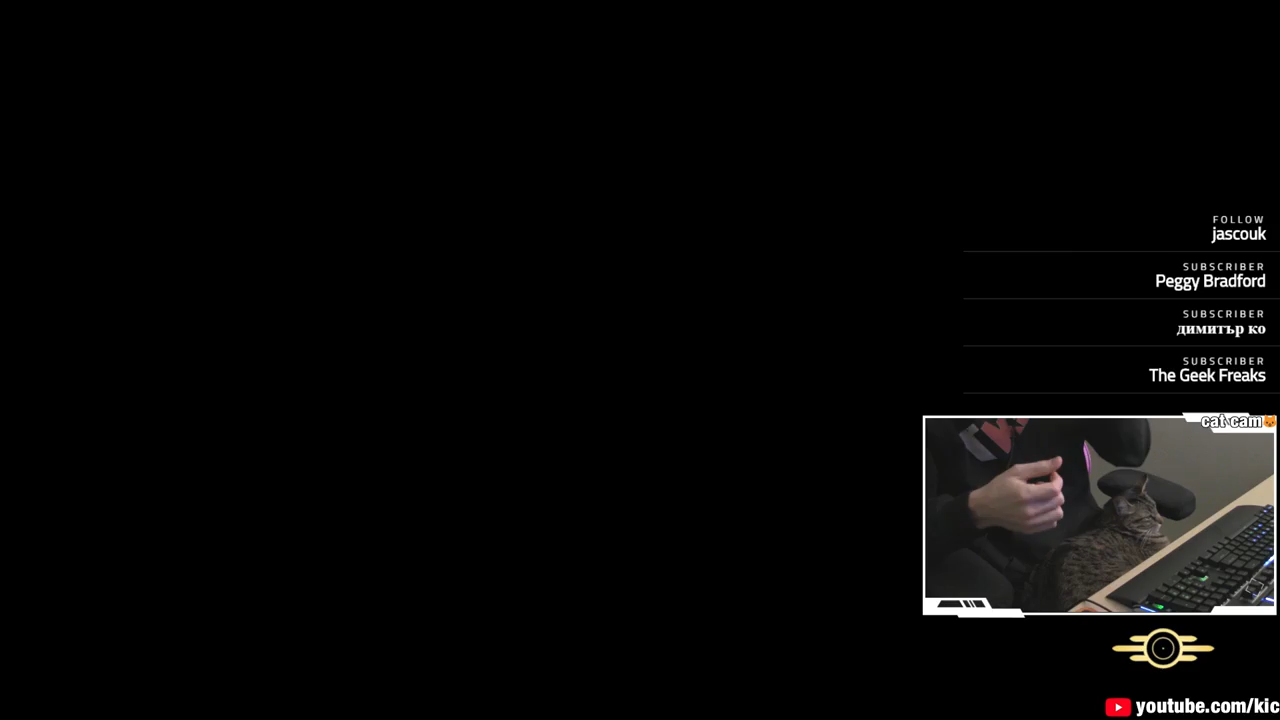 FOLLOW
jascouk
SUBSCRIBER
Peggy Bradford
SUBSCRIBER
димитър ко
SUBSCRIBER
The Geek Freaks
cat cam
youtube.com/kic